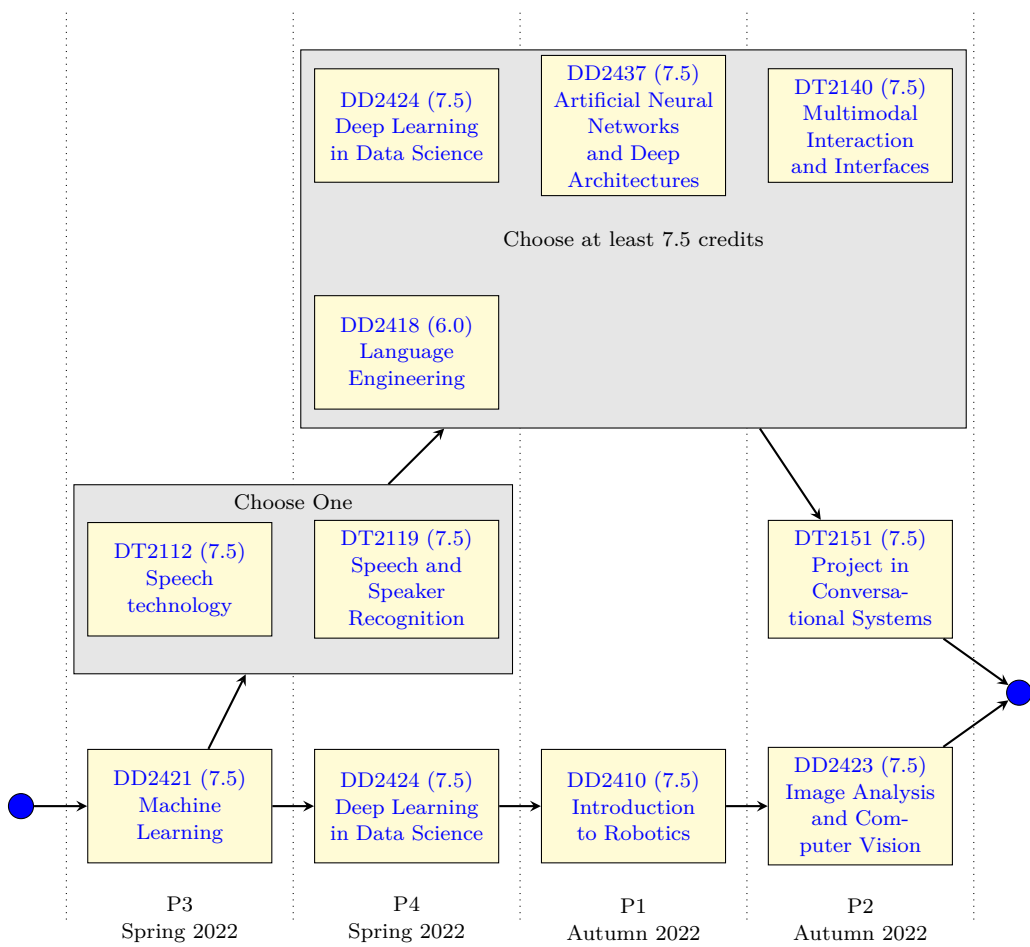 DD2424 (7.5)
Deep Learning
in Data Science
DD2437 (7.5)
Artificial Neural
Networks
and Deep
Architectures
DT2140 (7.5)
Multimodal
Interaction
and Interfaces
Choose at least 7.5 credits
DD2418 (6.0)
Language
Engineering
Choose One
DT2112 (7.5)
Speech
technology
DT2119 (7.5)
Speech and
Speaker
Recognition
DT2151 (7.5)
Project in
Conversa-
tional Systems
DD2421 (7.5)
Machine
Learning
DD2424 (7.5)
Deep Learning
in Data Science
DD2410 (7.5)
Introduction
to Robotics
DD2423 (7.5)
Image Analysis
and Com-
puter Vision
P3
Spring 2022
P4
Spring 2022
P1
Autumn 2022
P2
Autumn 2022